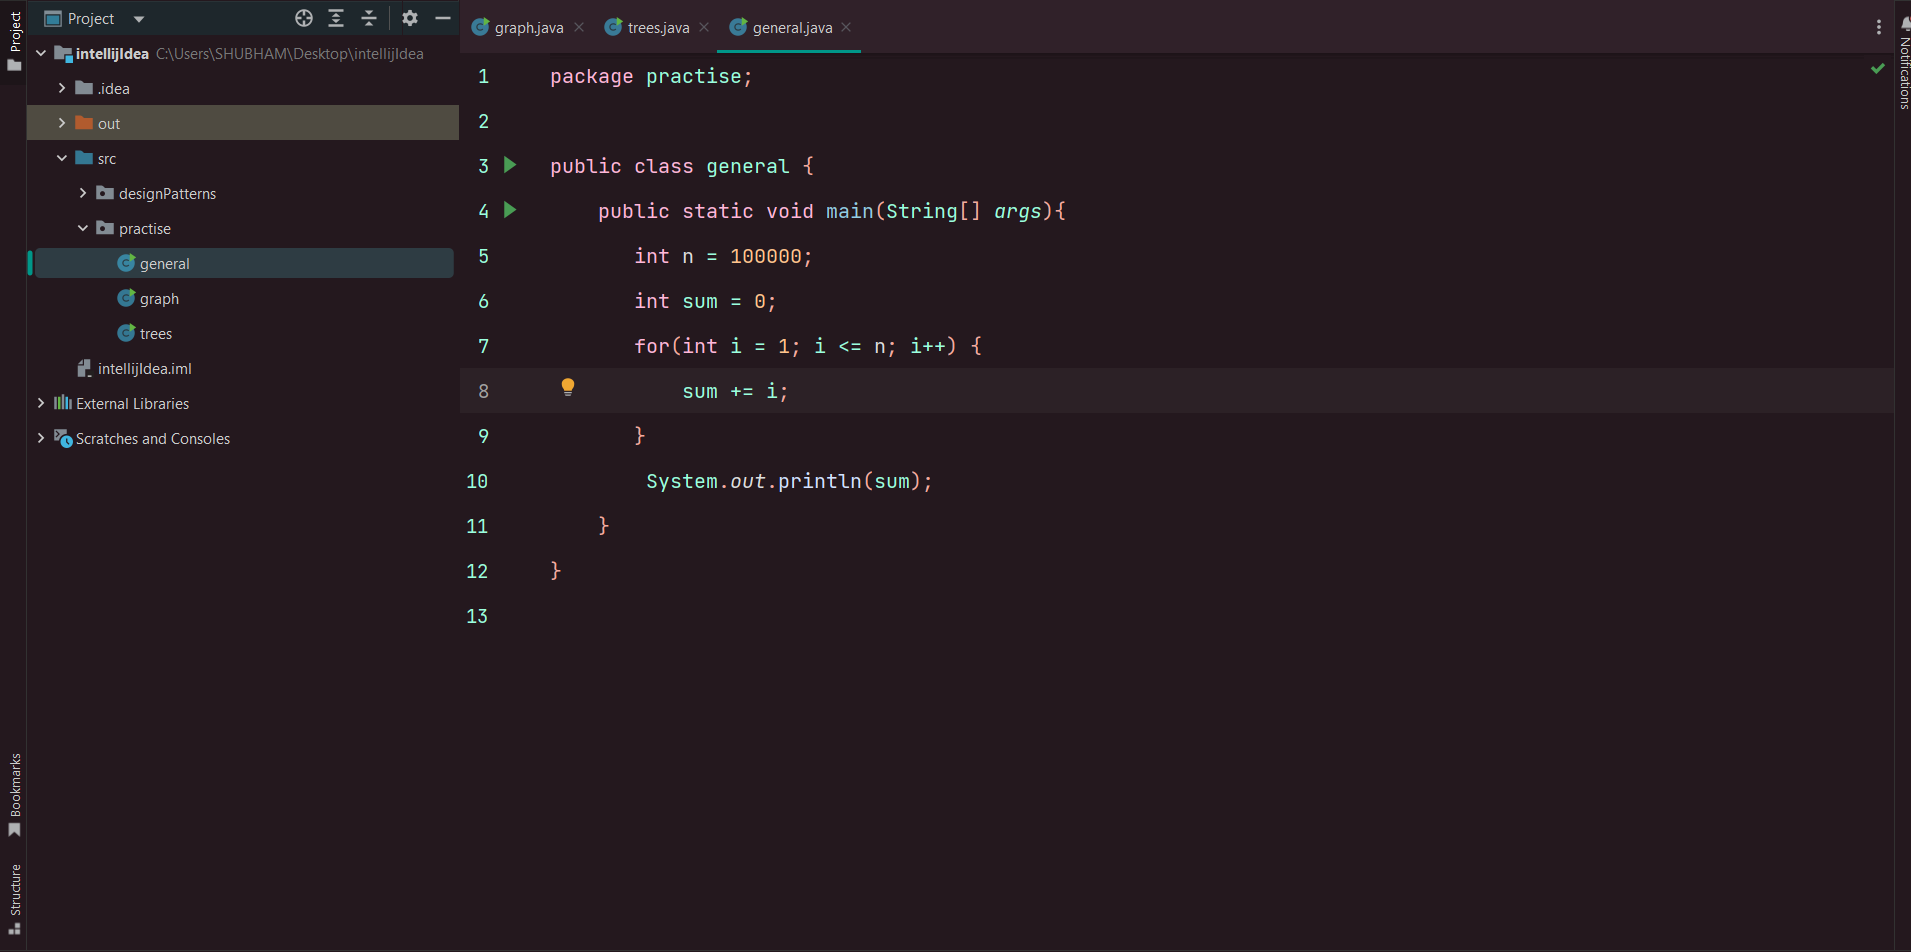 Project
Project
intellijIdea C:\Users\SHUBHAM\Desktop\intellijIdea
.idea
out
src
designPatterns
practise
general
graph
trees
intellijIdea.iml
External Libraries
Scratches and Consoles
Bookmarks
Structure
graph.java trees.java general.java
1 package practise;
2
3 public class general {
4 public static void main(String[] args){
5 int n = 100000;
6 int sum = 0;
7 for(int i = 1; i <= n; i++) {
8 sum += i;
9 }
10 System.out.println(sum);
11 }
12 }
13
Notifications